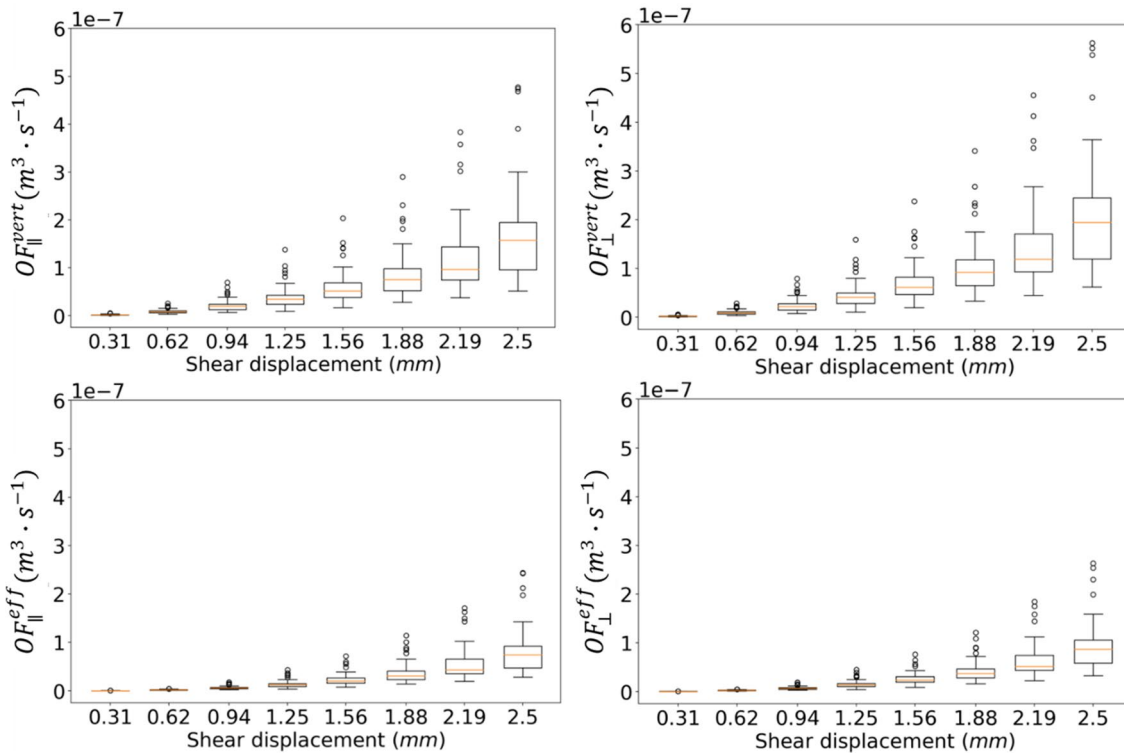 1e-7
6
5
4
3
2
1
0
OF∥^vert (m³ · s⁻¹)
0.31 0.62 0.94 1.25 1.56 1.88 2.19 2.5
Shear displacement (mm)
1e-7
6
5
4
3
2
1
0
OF⊥^vert (m³ · s⁻¹)
0.31 0.62 0.94 1.25 1.56 1.88 2.19 2.5
Shear displacement (mm)
1e-7
6
5
4
3
2
1
0
OF∥^eff (m³ · s⁻¹)
0.31 0.62 0.94 1.25 1.56 1.88 2.19 2.5
Shear displacement (mm)
1e-7
6
5
4
3
2
1
0
OF⊥^eff (m³ · s⁻¹)
0.31 0.62 0.94 1.25 1.56 1.88 2.19 2.5
Shear displacement (mm)